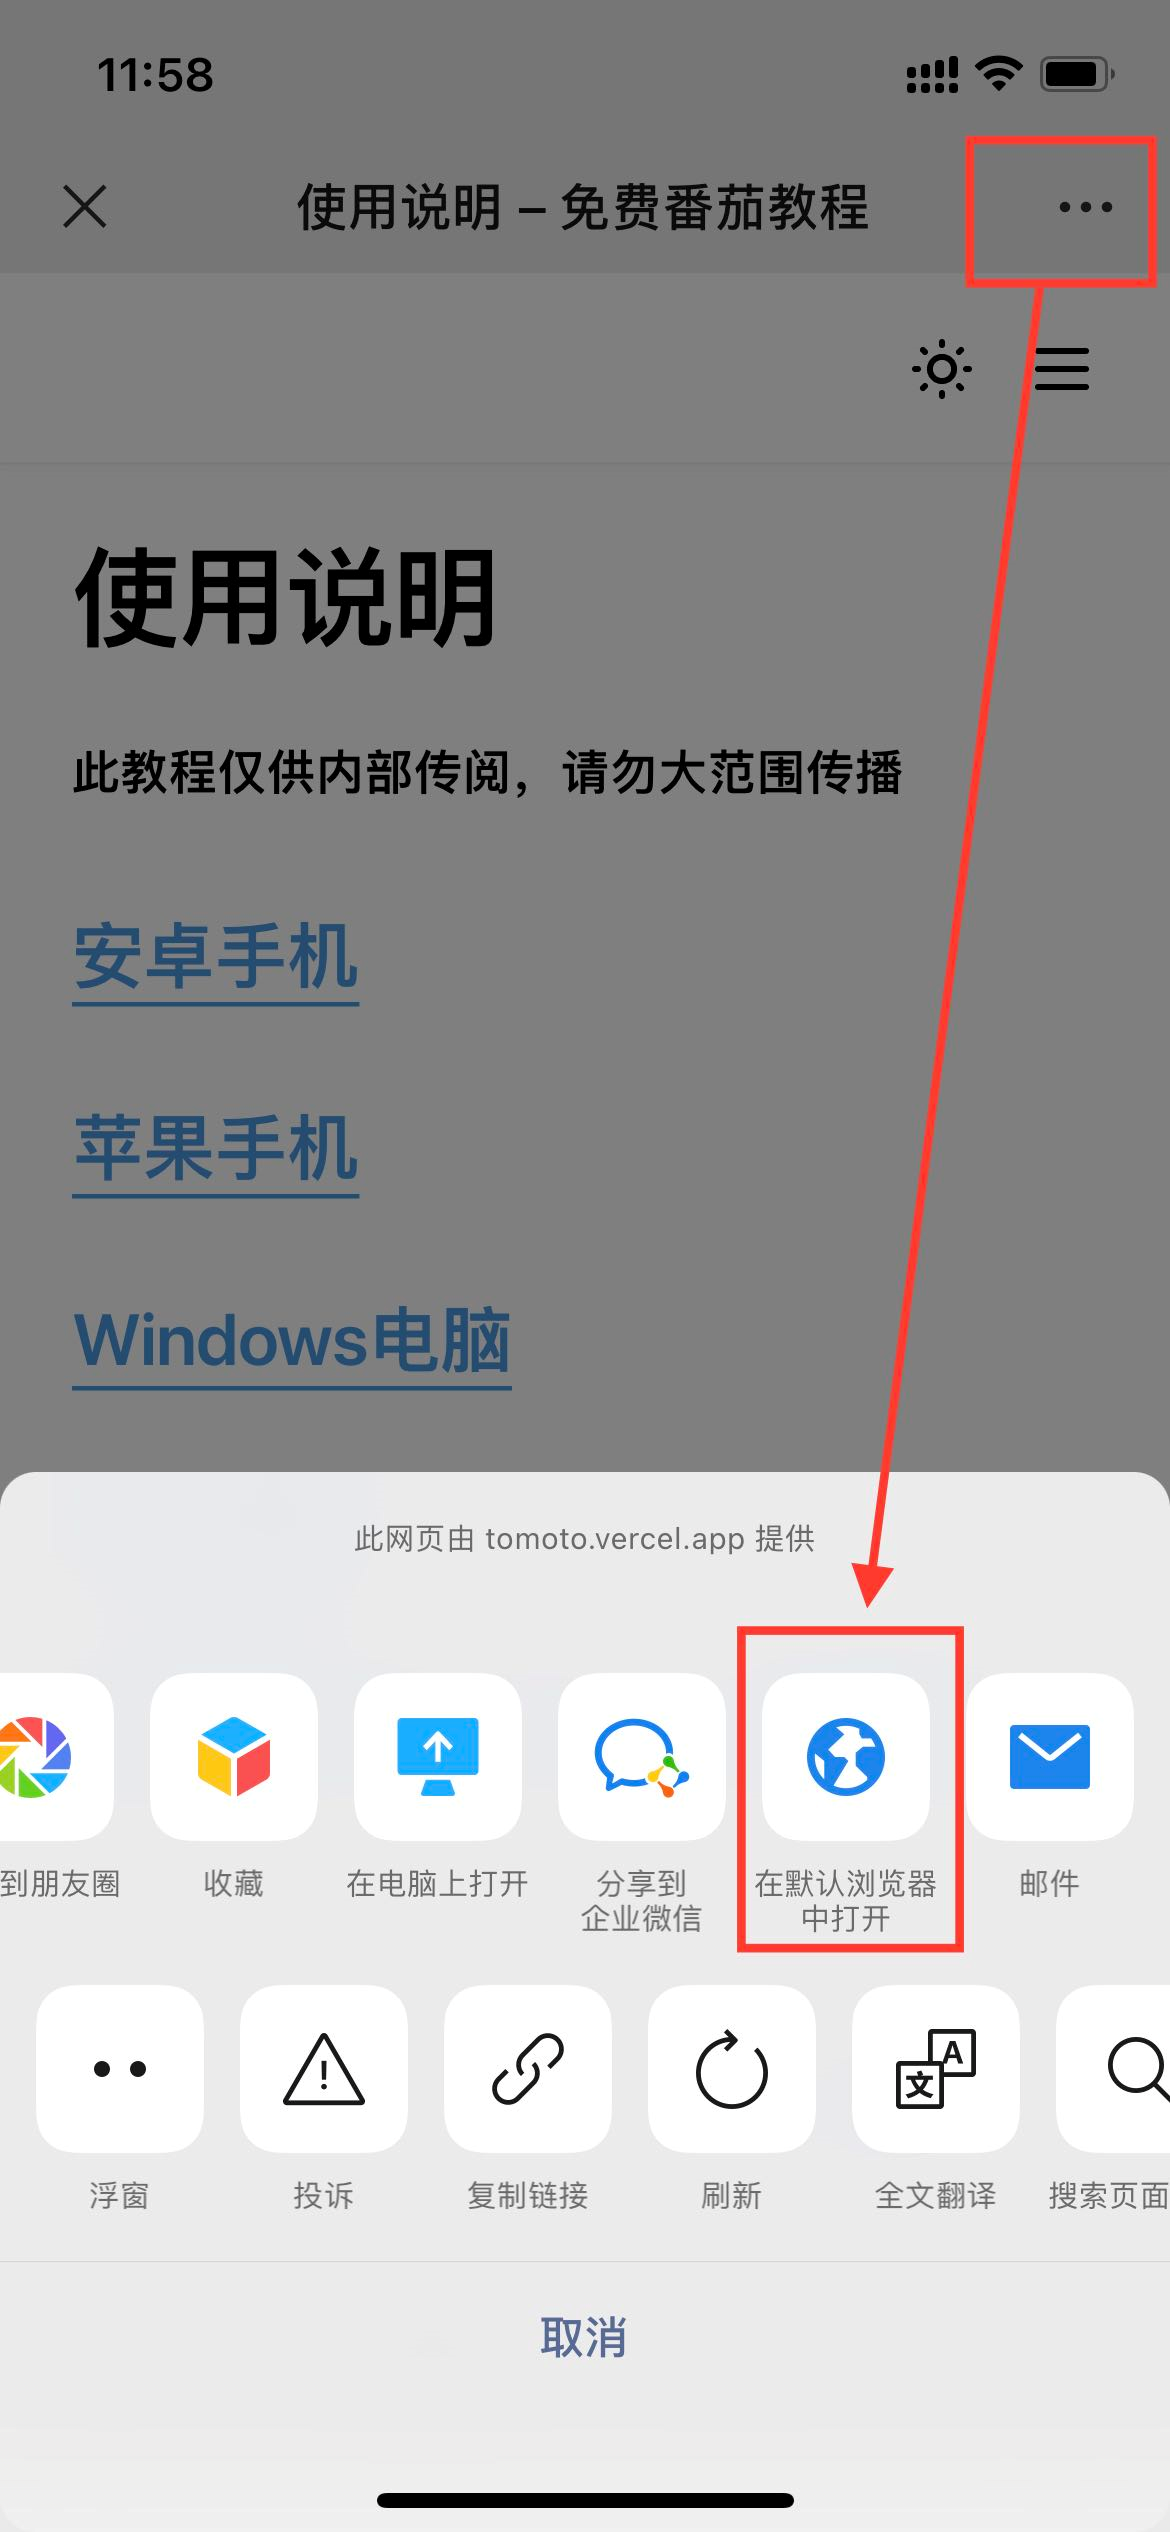 11:58
使用说明 – 免费番茄教程
使用说明
此教程仅供内部传阅，请勿大范围传播
安卓手机
苹果手机
Windows电脑
此网页由 tomoto.vercel.app 提供
到朋友圈
收藏
在电脑上打开
分享到
企业微信
在默认浏览器
中打开
邮件
浮窗
投诉
复制链接
刷新
全文翻译
搜索页面
取消